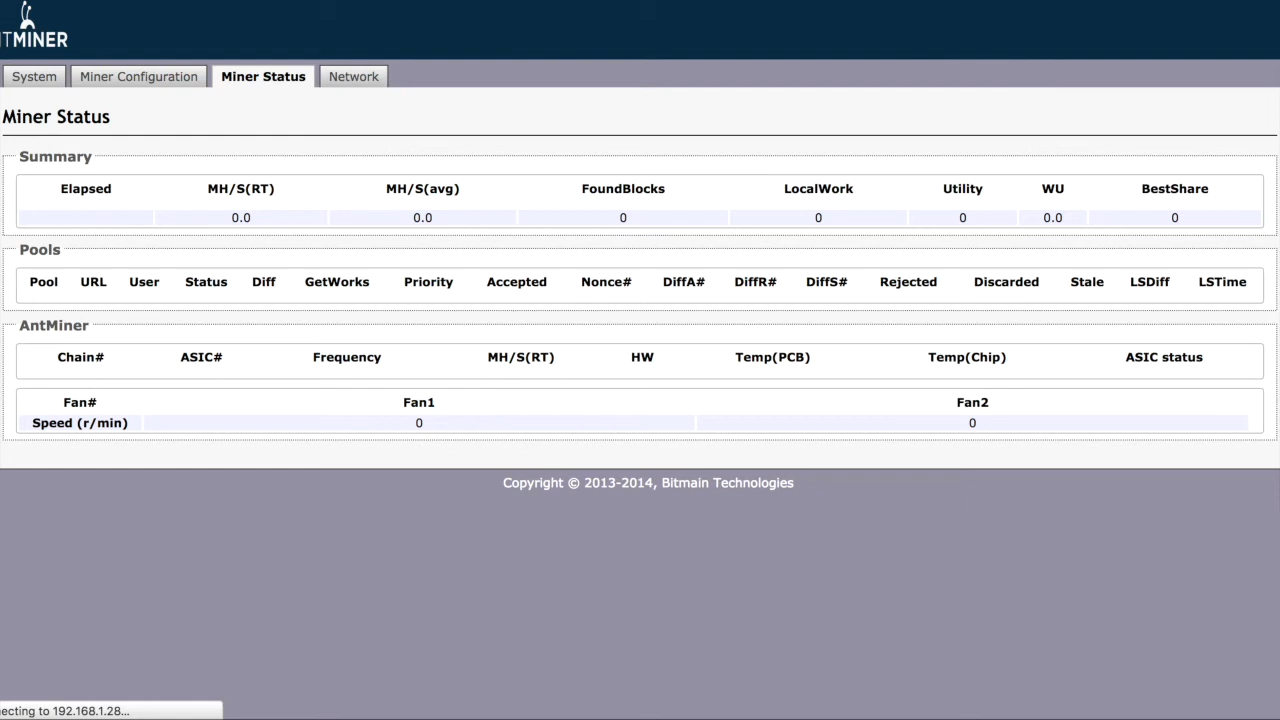 TMINER
System Miner Configuration Miner Status Network
Miner Status
Summary
Elapsed MH/S(RT) MH/S(avg) FoundBlocks LocalWork Utility WU BestShare
0.0 0.0 0 0 0 0.0 0
Pools
Pool URL User Status Diff GetWorks Priority Accepted Nonce# DiffA# DiffR# DiffS# Rejected Discarded Stale LSDiff LSTime
AntMiner
Chain# ASIC# Frequency MH/S(RT) HW Temp(PCB) Temp(Chip) ASIC status
Fan# Fan1 Fan2
Speed (r/min) 0 0
Copyright © 2013-2014, Bitmain Technologies
necting to 192.168.1.28...